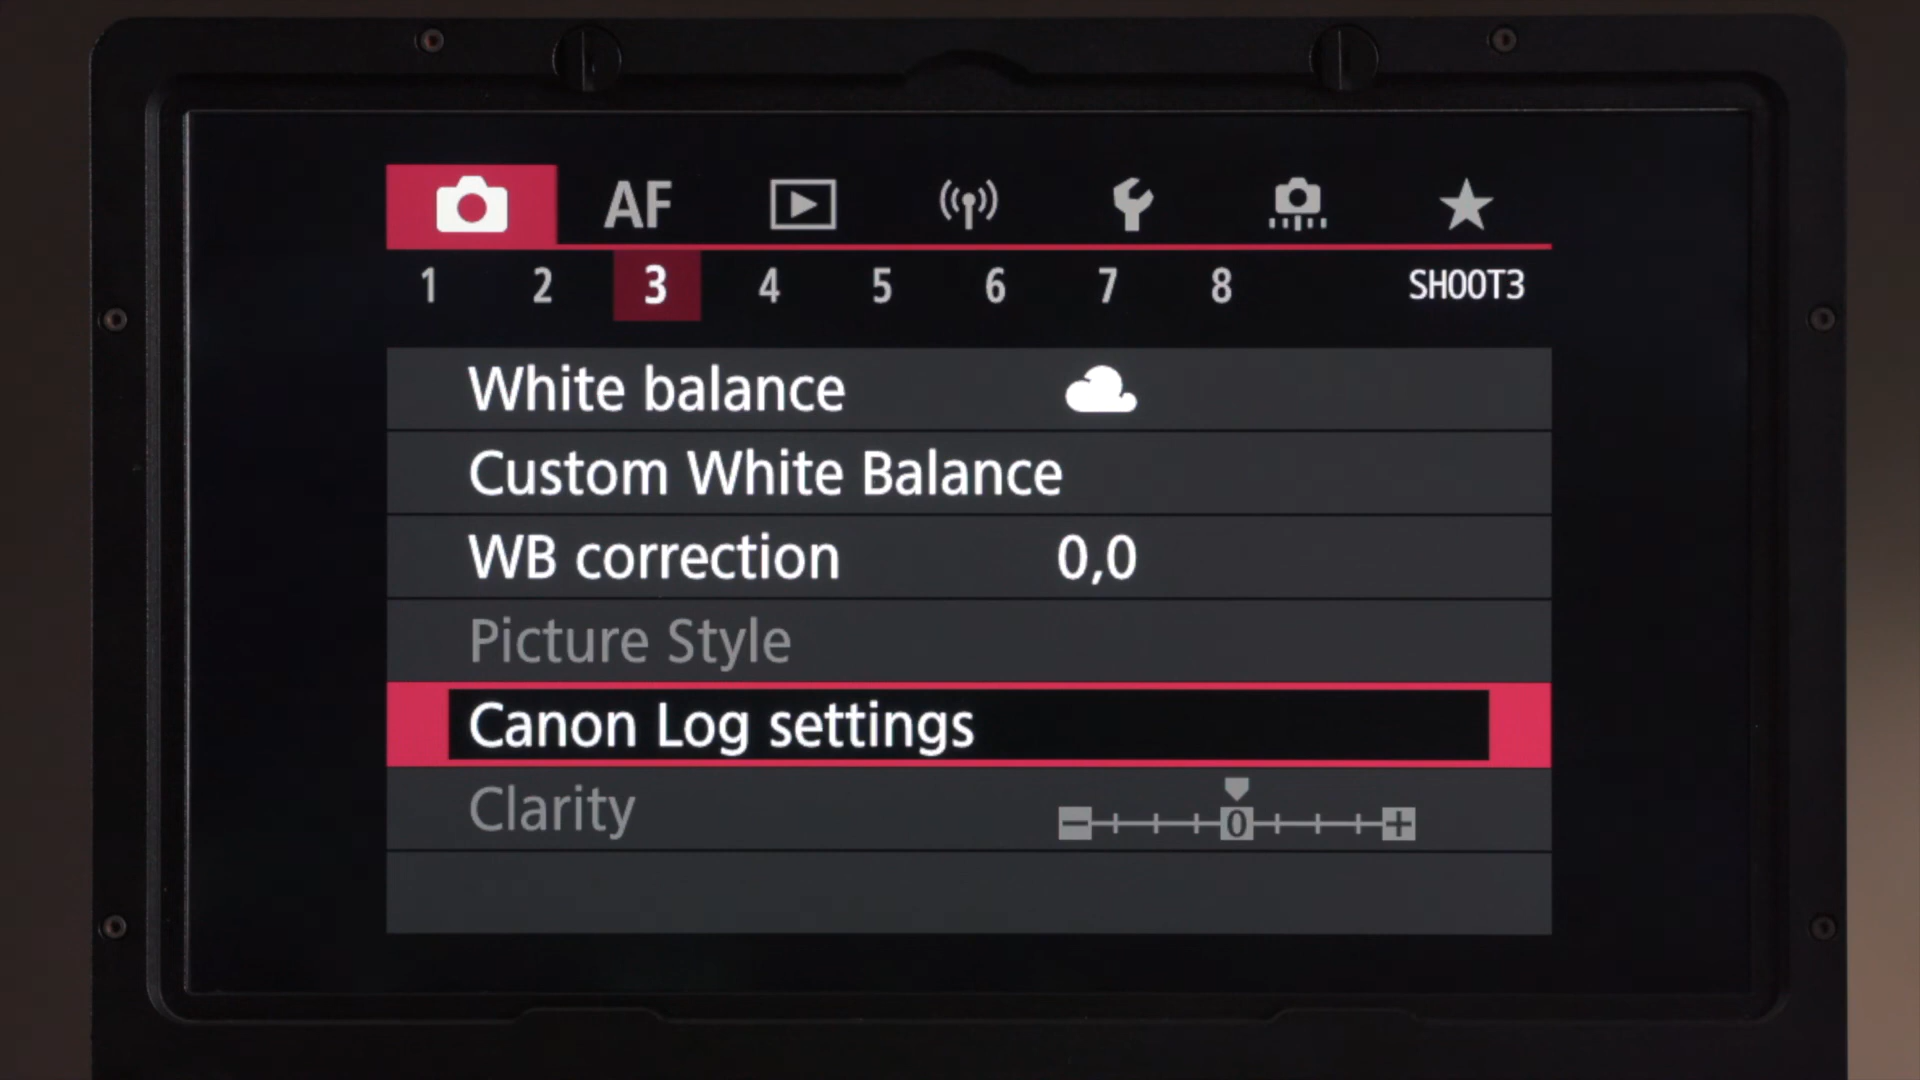 AF
1 2 3 4 5 6 7 8 SHOOT3
White balance
Custom White Balance
WB correction 0,0
Picture Style
Canon Log settings
Clarity
− 0 +